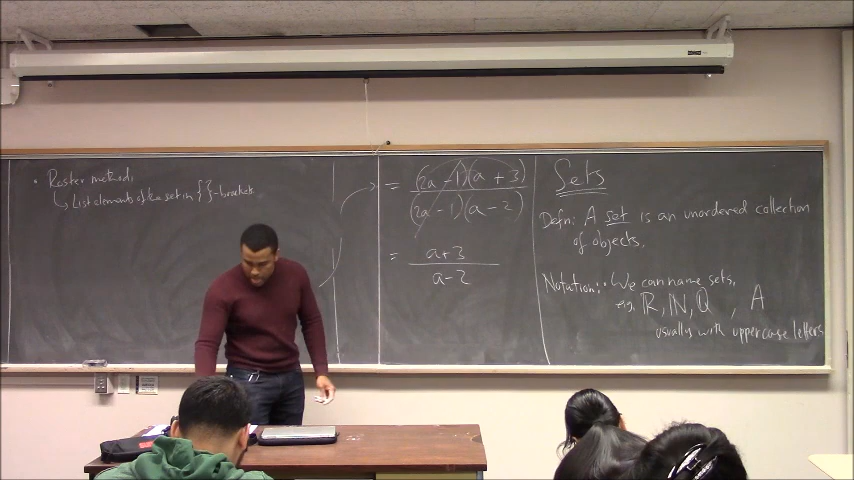 • Roster method:
↳ List elements of the set in { }-brackets
= (2a - 1)(a + 3)
(2a - 1)(a - 2)
= a+3
a-2
Sets
Defn: A set is an unordered collection
of objects.
Notation: • We can name sets,
e.g. ℝ, ℕ, ℚ , A
usually with uppercase letters